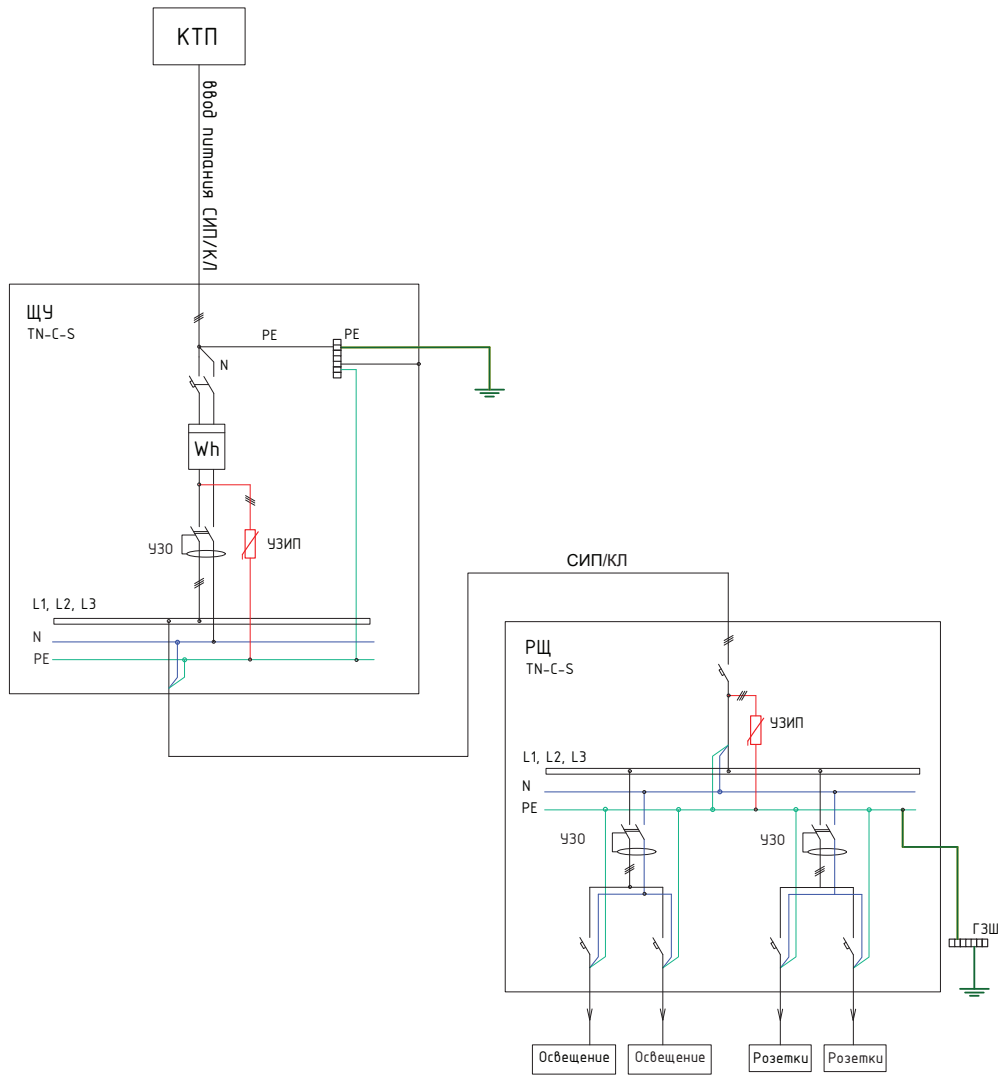 КТП
ввод питания СИП/КЛ
ЩУ
TN-C-S
PE
PE
N
Wh
УЗО
УЗИП
L1, L2, L3
N
PE
СИП/КЛ
РЩ
TN-C-S
УЗИП
L1, L2, L3
N
PE
УЗО
УЗО
ГЗШ
Освещение
Освещение
Розетки
Розетки